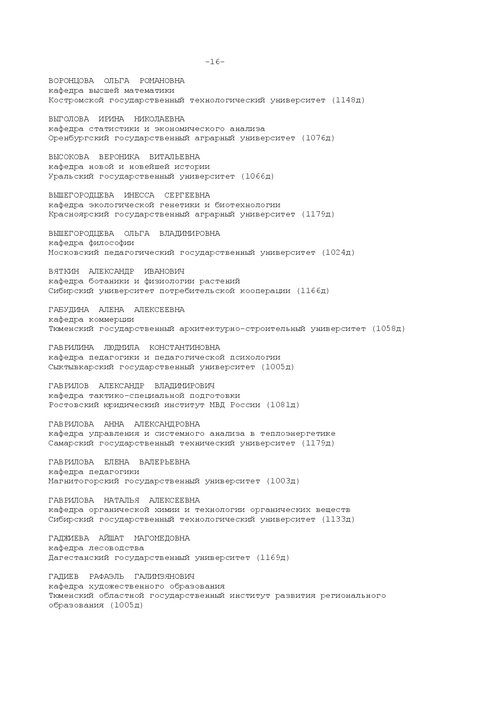 -16-
ВОРОНЦОВА ОЛЬГА РОМАНОВНА
кафедра высшей математики
Костромской государственный технологический университет (1148д)
ВЫГОЛОВА ИРИНА НИКОЛАЕВНА
кафедра статистики и экономического анализа
Оренбургский государственный аграрный университет (1076д)
ВЫСОКОВА ВЕРОНИКА ВИТАЛЬЕВНА
кафедра новой и новейшей истории
Уральский государственный университет (1066д)
ВЫШЕГОРОДЦЕВА ИНЕССА СЕРГЕЕВНА
кафедра экологической генетики и биотехнологии
Красноярский государственный аграрный университет (1179д)
ВЫШЕГОРОДЦЕВА ОЛЬГА ВЛАДИМИРОВНА
кафедра философии
Московский педагогический государственный университет (1024д)
ВЯТКИН АЛЕКСАНДР ИВАНОВИЧ
кафедра ботаники и физиологии растений
Сибирский университет потребительской кооперации (1166д)
ГАБУДИНА АЛЕНА АЛЕКСЕЕВНА
кафедра коммерции
Тюменский государственный архитектурно-строительный университет (1058д)
ГАВРИЛИНА ЛЮДМИЛА КОНСТАНТИНОВНА
кафедра педагогики и педагогической психологии
Сыктывкарский государственный университет (1005д)
ГАВРИЛОВ АЛЕКСАНДР ВЛАДИМИРОВИЧ
кафедра тактико-специальной подготовки
Ростовский юридический институт МВД России (1081д)
ГАВРИЛОВА АННА АЛЕКСАНДРОВНА
кафедра управления и системного анализа в теплоэнергетике
Самарский государственный технический университет (1179д)
ГАВРИЛОВА ЕЛЕНА ВАЛЕРЬЕВНА
кафедра педагогики
Магнитогорский государственный университет (1003д)
ГАВРИЛОВА НАТАЛЬЯ АЛЕКСЕЕВНА
кафедра органической химии и технологии органических веществ
Сибирский государственный технологический университет (1133д)
ГАДЖИЕВА АЙШАТ МАГОМЕДОВНА
кафедра лесоводства
Дагестанский государственный университет (1169д)
ГАДИЕВ РАФАЭЛЬ ГАЛИМЗЯНОВИЧ
кафедра художественного образования
Тюменский областной государственный институт развития регионального
образования (1005д)